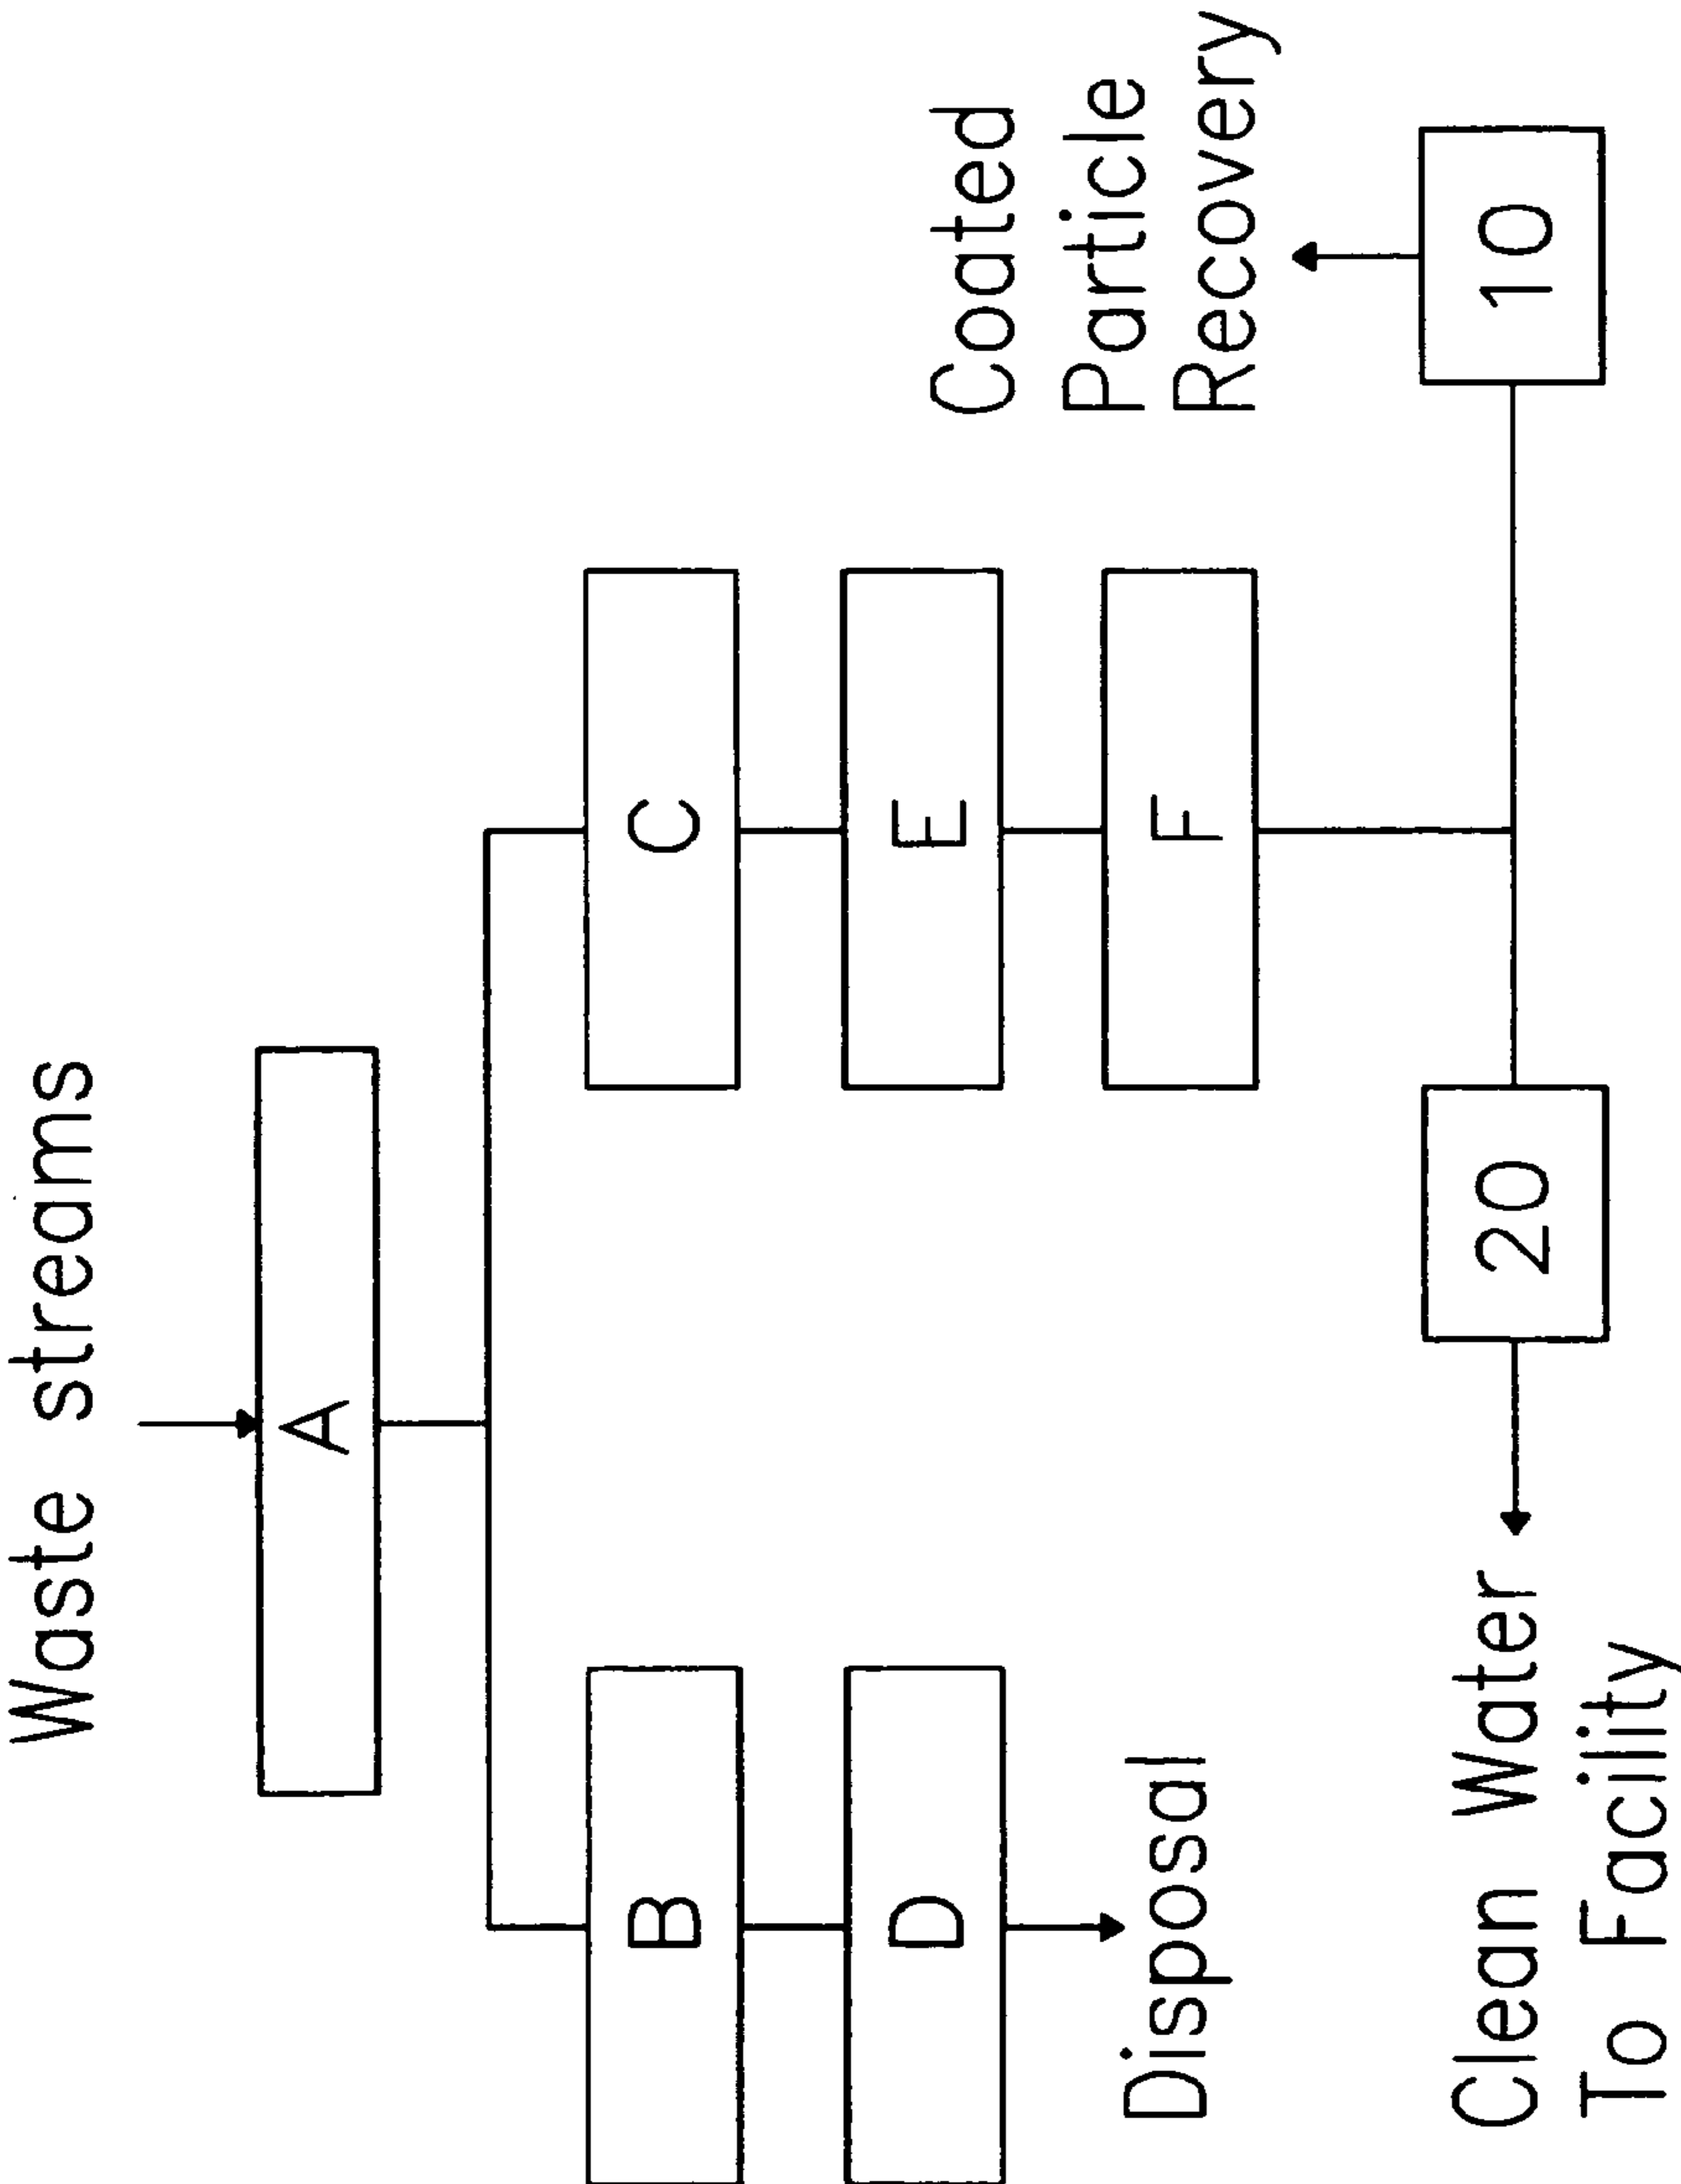 Waste streams
A
B
C
D
E
F
Disposal
Coated
Particle
Recovery
20
10
Clean Water
To Facility